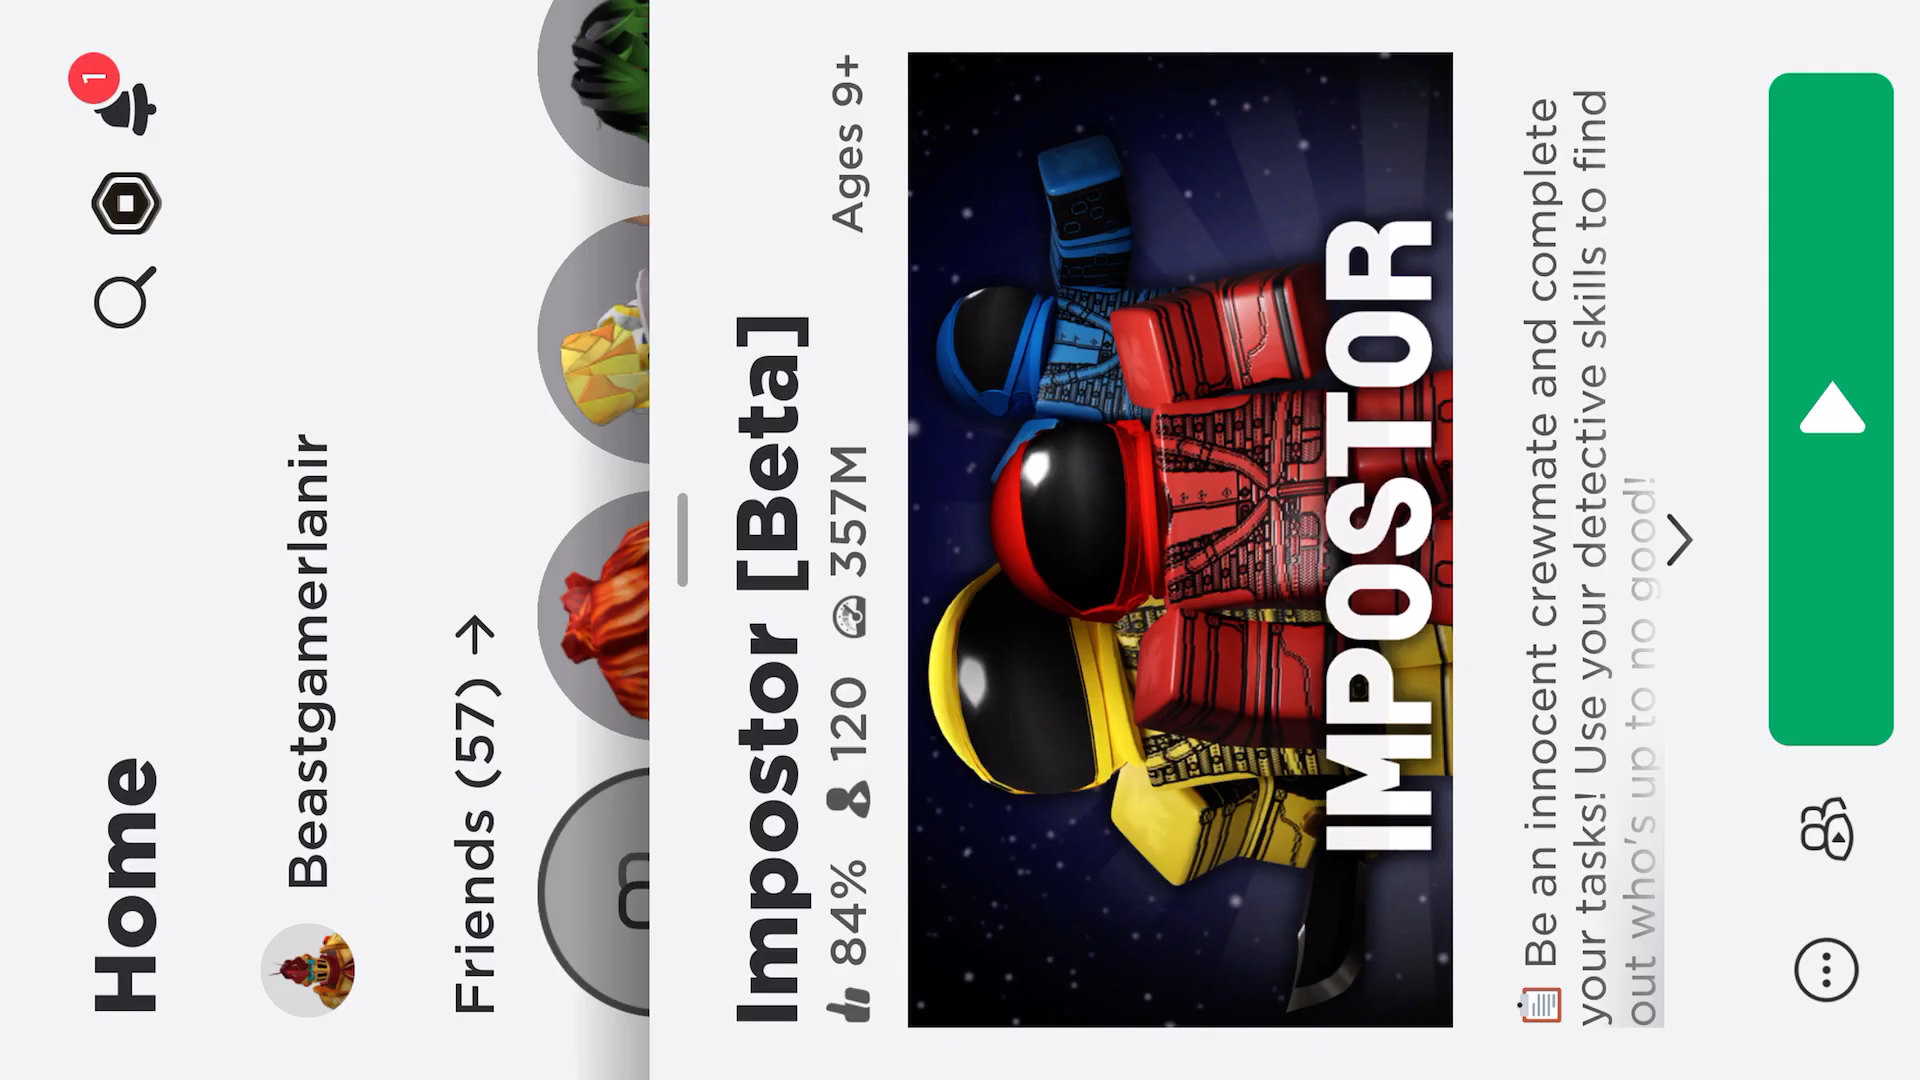 Home
1
Beastgamerlanir
Friends (57) →
Impostor [Beta]
84% 120 357M Ages 9+
IMPOSTOR
📋 Be an innocent crewmate and complete
your tasks! Use your detective skills to find
out who's up to no good!